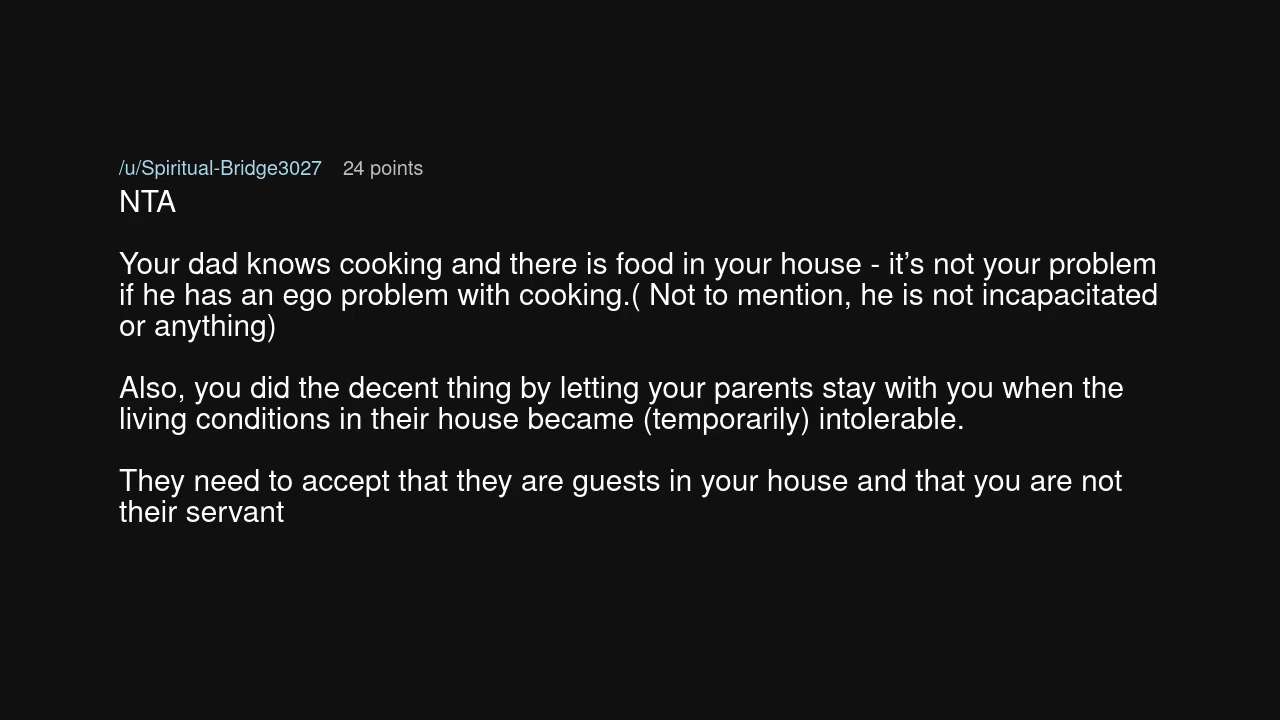 /u/Spiritual-Bridge3027 24 points
NTA
Your dad knows cooking and there is food in your house - it’s not your problem
if he has an ego problem with cooking.( Not to mention, he is not incapacitated
or anything)
Also, you did the decent thing by letting your parents stay with you when the
living conditions in their house became (temporarily) intolerable.
They need to accept that they are guests in your house and that you are not
their servant